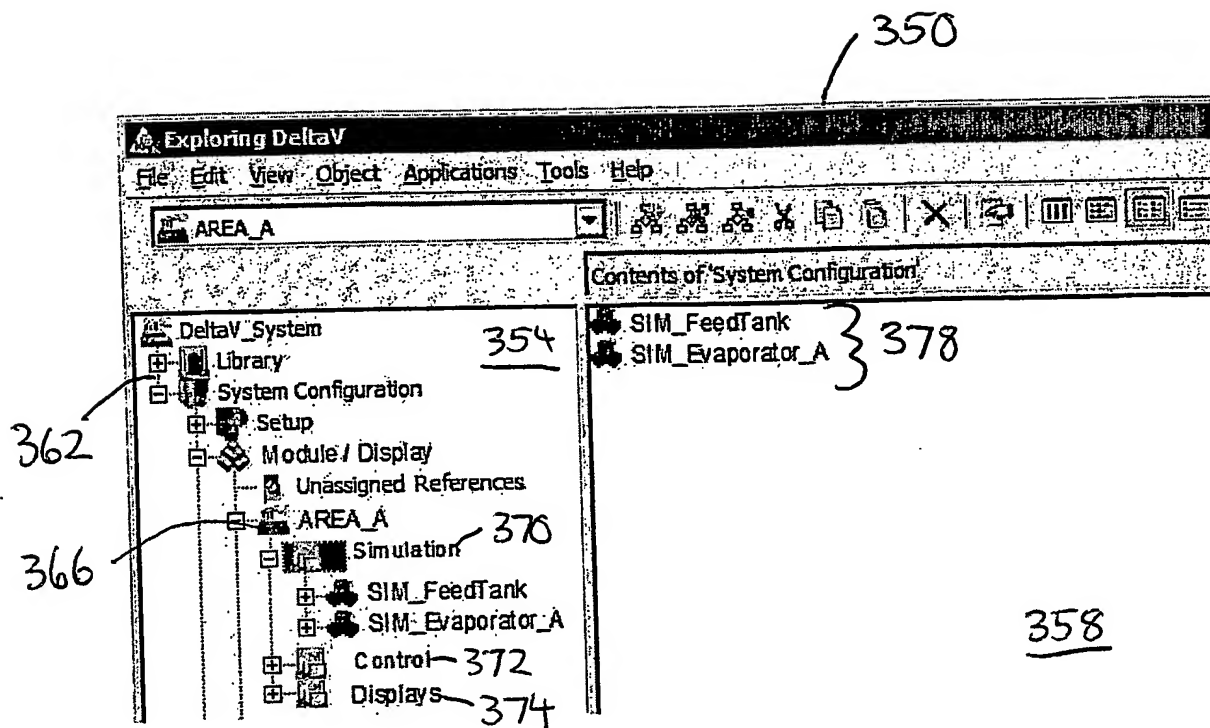 350
Exploring DeltaV
File Edit View Object Applications Tools Help
AREA_A
Contents of 'System Configuration'
DeltaV_System
354
SIM_FeedTank
SIM_Evaporator_A
378
Library
System Configuration
362
Setup
Module / Display
Unassigned References
AREA_A
366
Simulation
370
SIM_FeedTank
SIM_Evaporator_A
358
Control
372
Displays
374